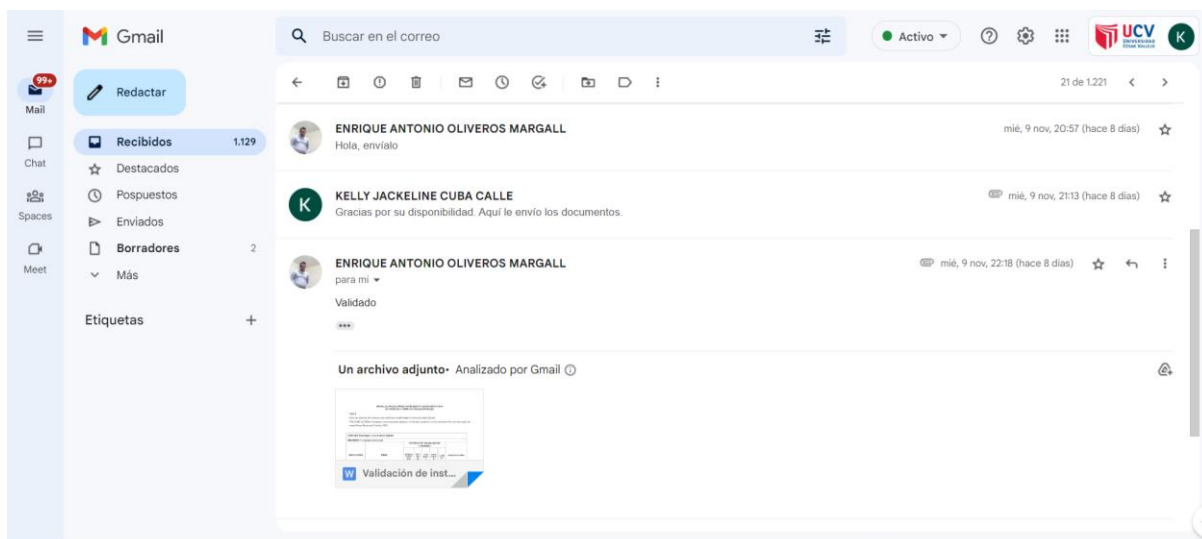 Gmail
Buscar en el correo
Activo
UCV
UNIVERSIDAD
CÉSAR VALLEJO
K
99+
Mail
Redactar
21 de 1.221
Recibidos 1.129
ENRIQUE ANTONIO OLIVEROS MARGALL
mié, 9 nov, 20:57 (hace 8 días)
Hola, envíalo
Chat
Destacados
Spaces
Pospuestos
K
KELLY JACKELINE CUBA CALLE
mié, 9 nov, 21:13 (hace 8 días)
Gracias por su disponibilidad. Aquí le envío los documentos.
Enviados
Meet
Borradores 2
ENRIQUE ANTONIO OLIVEROS MARGALL
mié, 9 nov, 22:18 (hace 8 días)
Más
para mí
Validado
Etiquetas
Un archivo adjunto• Analizado por Gmail
W Validación de inst...